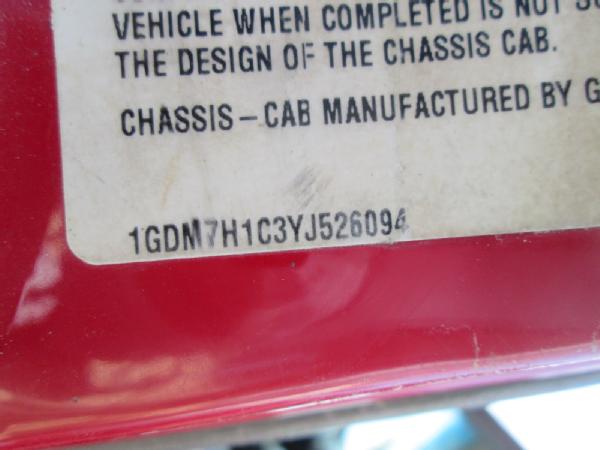 VEHICLE WHEN COMPLETED IS NOT
THE DESIGN OF THE CHASSIS CAB.
CHASSIS-CAB MANUFACTURED BY G
1GDM7H1C3YJ526094